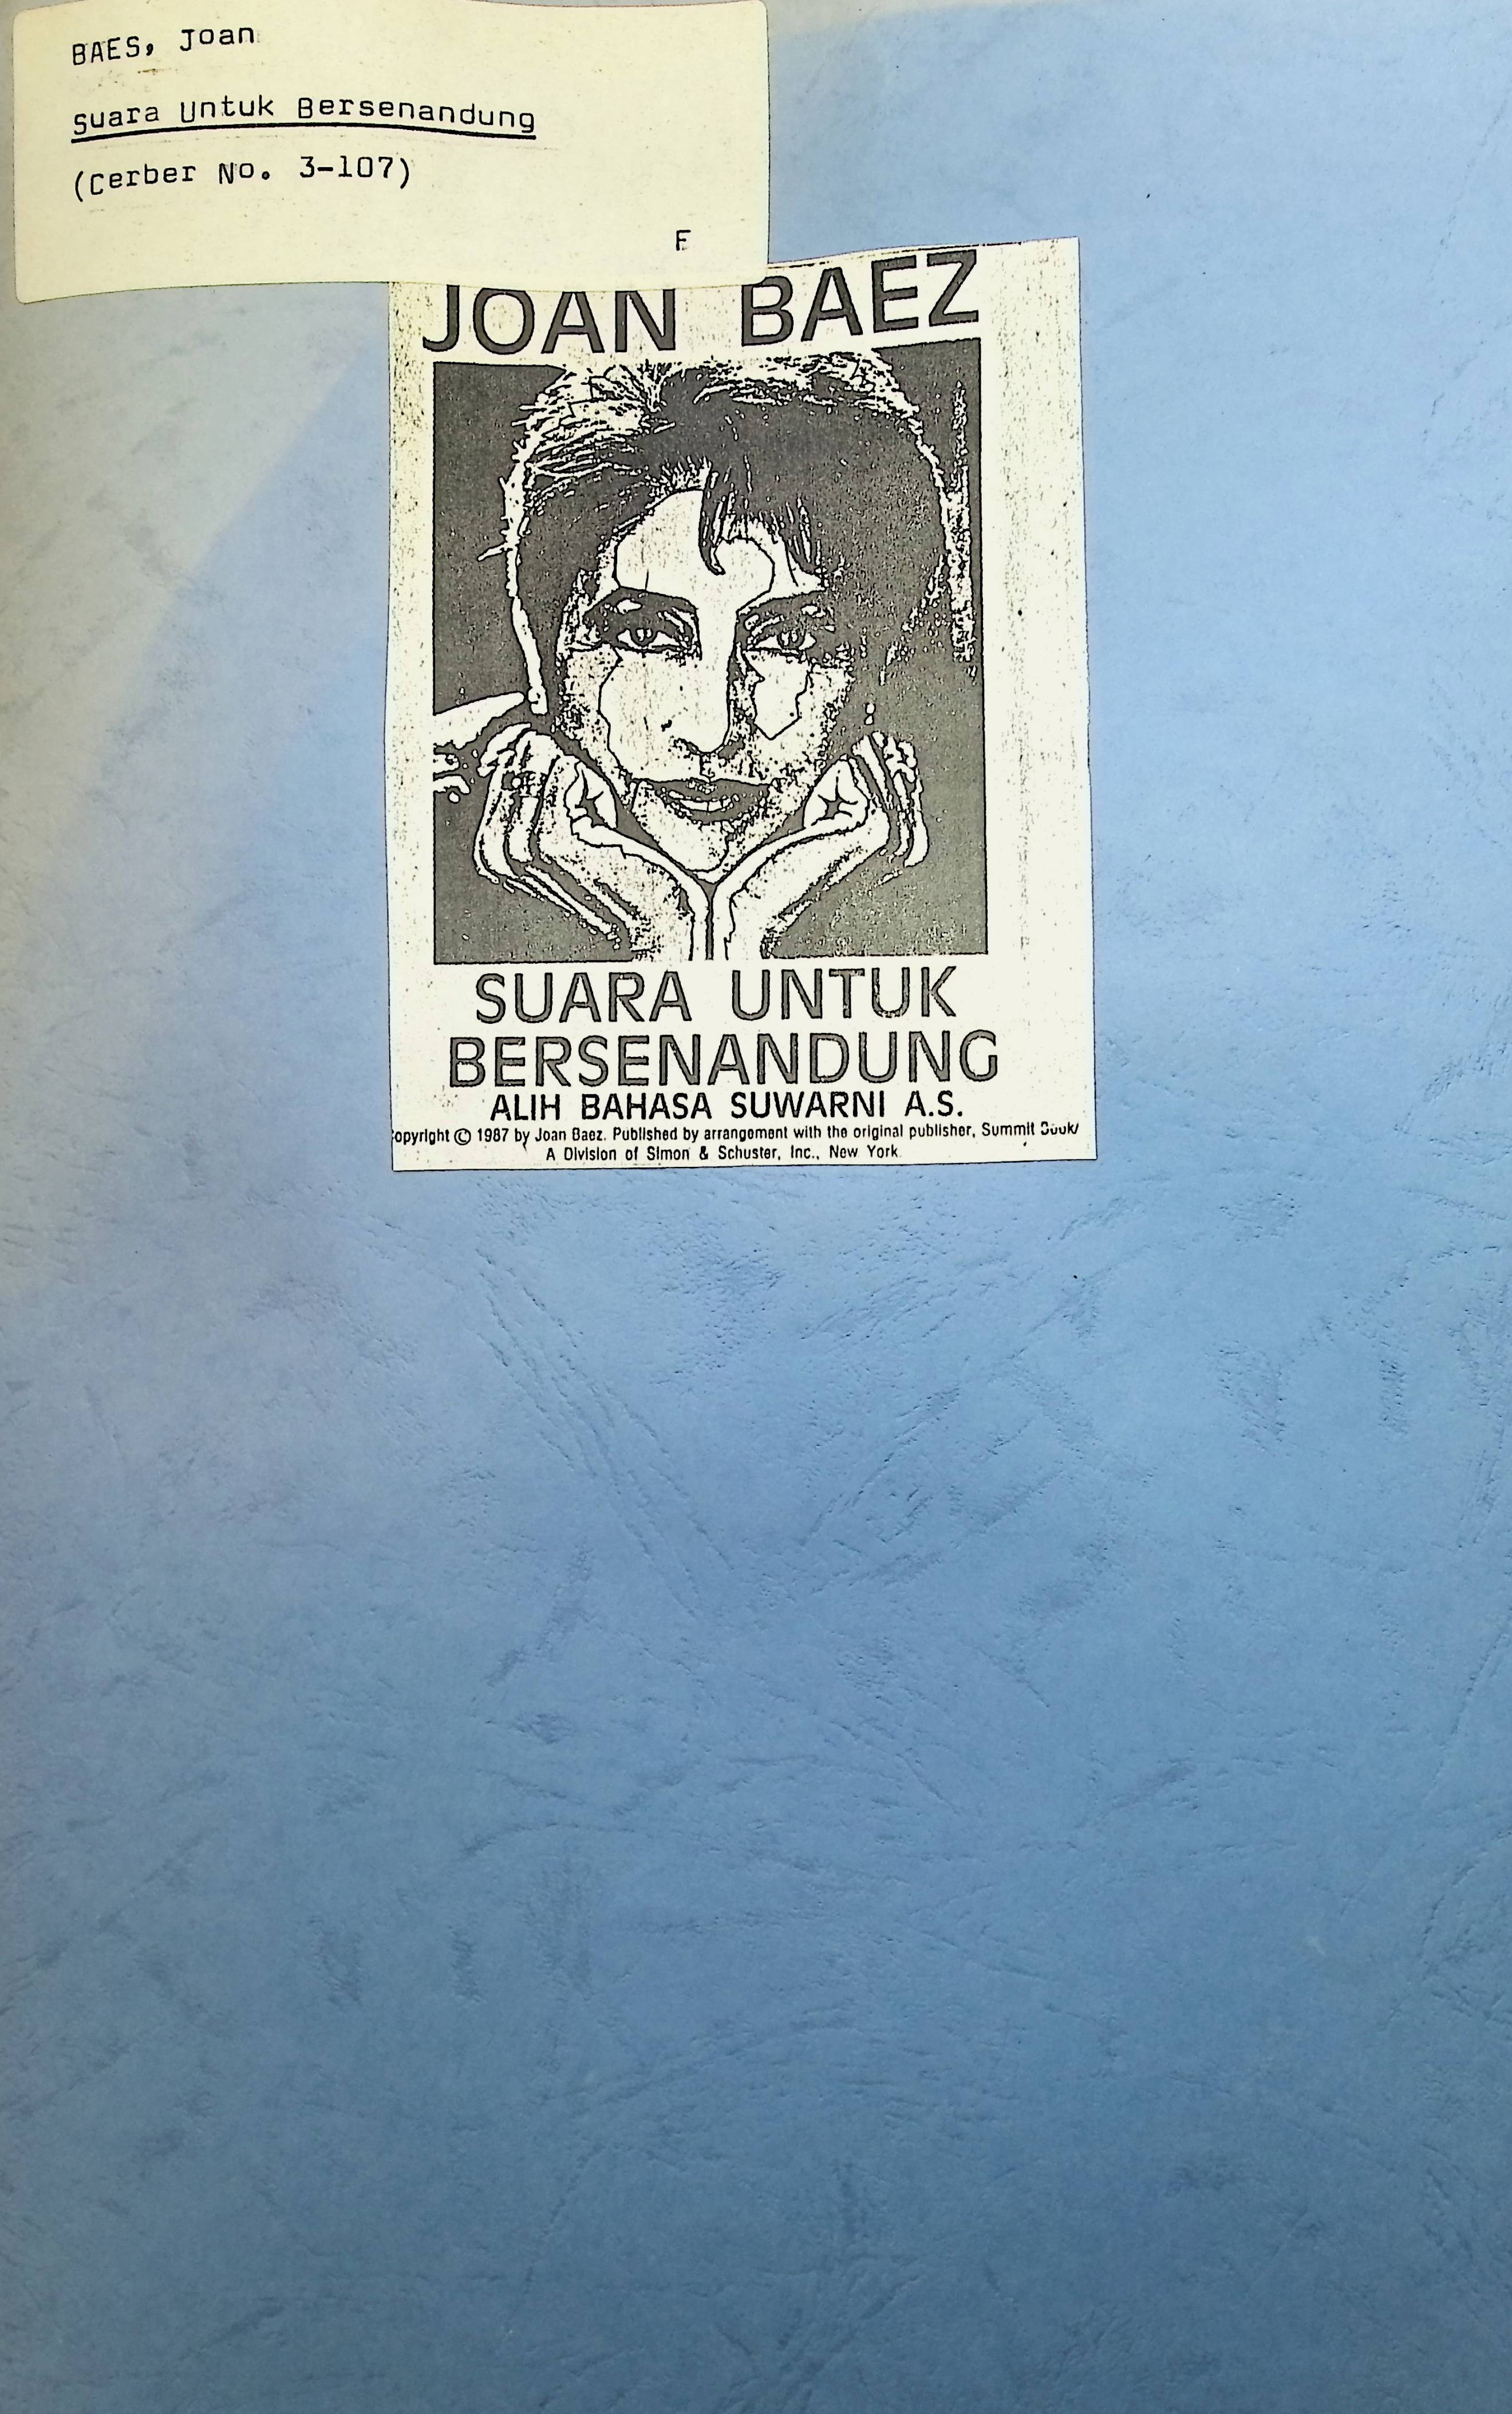 BAES, Joan
Suara Untuk Bersenandung
(Cerber No. 3-107)
F
JOAN BAEZ
SUARA UNTUK
BERSENANDUNG
ALIH BAHASA SUWARNI A.S.
opyright © 1987 by Joan Baez. Published by arrangement with the original publisher, Summit Book/
A Division of Simon & Schuster, Inc., New York